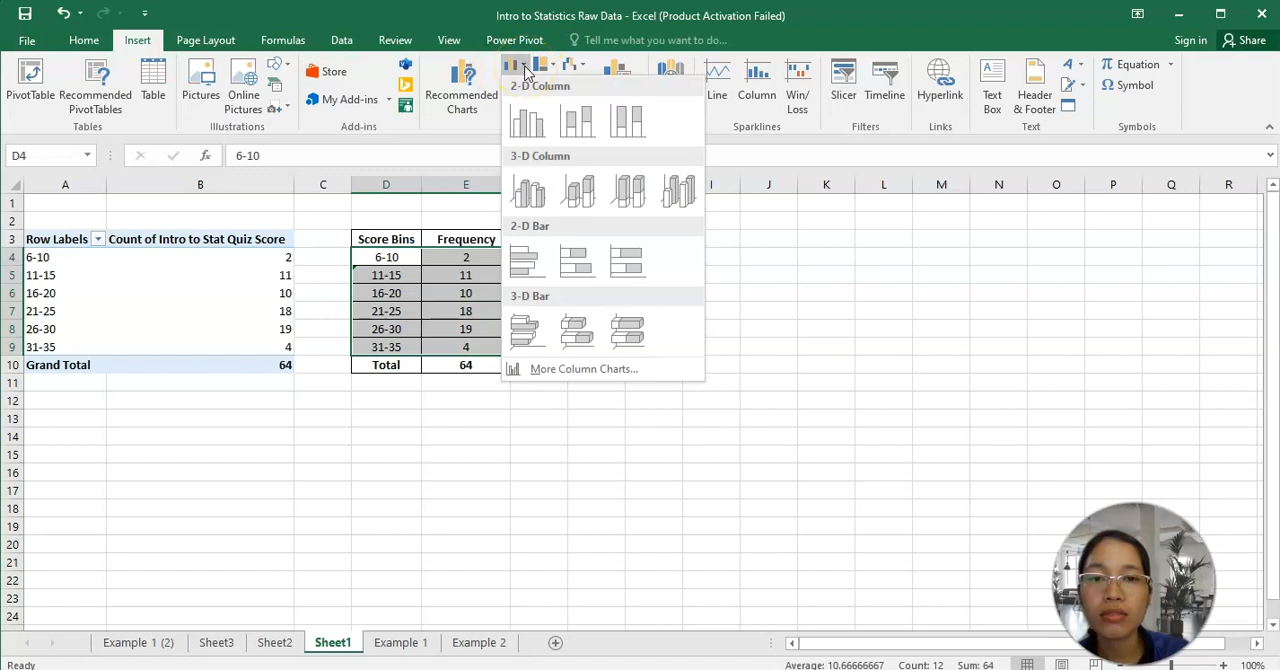 Intro to Statistics Raw Data - Excel (Product Activation Failed)
File Home Insert Page Layout Formulas Data Review View Power Pivot Tell me what you want to do... Sign in Share
PivotTable Recommended PivotTables Table Pictures Online Pictures Store My Add-ins Recommended Charts Line Column Win/Loss Slicer Timeline Hyperlink Text Box Header & Footer Equation Symbol
Tables Illustrations Add-ins Sparklines Filters Links Text Symbols
2-D Column
3-D Column
2-D Bar
3-D Bar
More Column Charts...
D4 fx 6-10
A B C D E I J K L M N O P Q R
1
2
3 Row Labels Count of Intro to Stat Quiz Score Score Bins Frequency
4 6-10 2 6-10 2
5 11-15 11 11-15 11
6 16-20 10 16-20 10
7 21-25 18 21-25 18
8 26-30 19 26-30 19
9 31-35 4 31-35 4
10 Grand Total 64 Total 64
11
12
13
14
15
16
17
18
19
20
21
22
23
24
Example 1 (2) Sheet3 Sheet2 Sheet1 Example 1 Example 2
Ready Average: 10.66666667 Count: 12 Sum: 64 100%